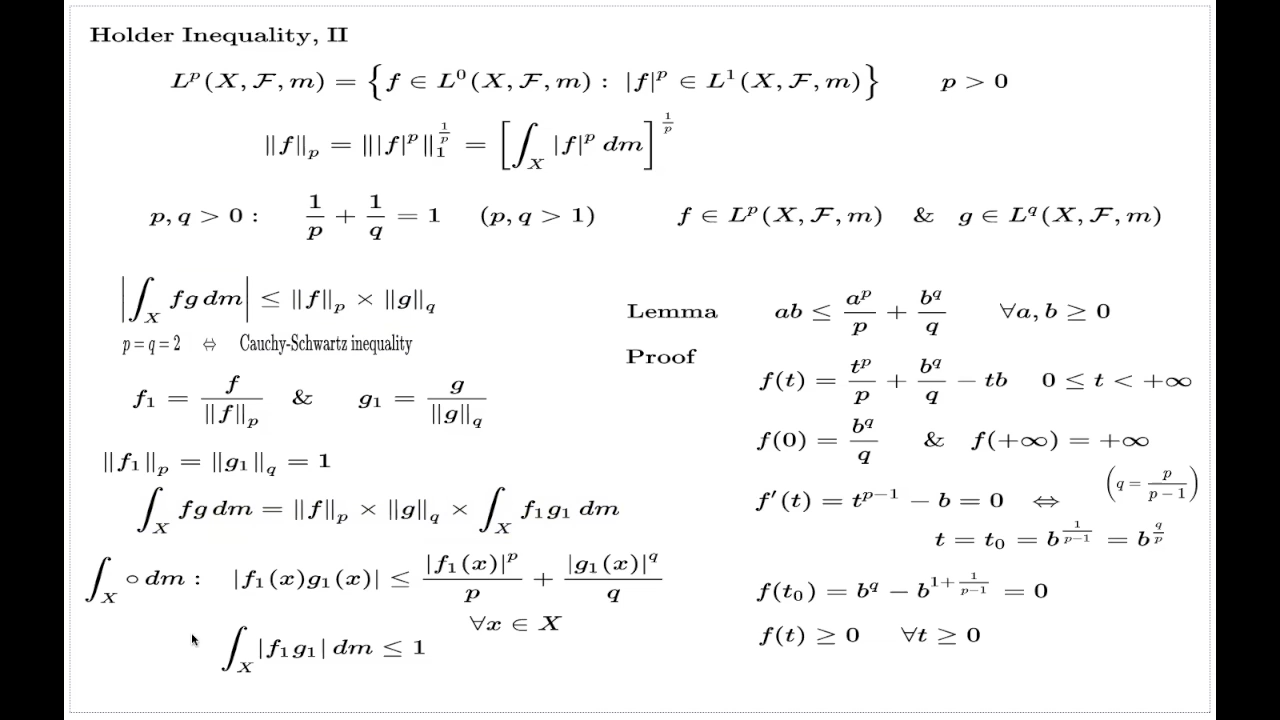 Holder Inequality, II
L^p(X, ℱ, m) = { f ∈ L^0(X, ℱ, m) : |f|^p ∈ L^1(X, ℱ, m) }   p > 0
‖f‖_p = ‖|f|^p‖_1^{1/p} = [ ∫_X |f|^p dm ]^{1/p}
p, q > 0 :   1/p + 1/q = 1   (p, q > 1)   f ∈ L^p(X, ℱ, m)   &   g ∈ L^q(X, ℱ, m)
| ∫_X fg dm | ≤ ‖f‖_p × ‖g‖_q
p = q = 2   ⇔   Cauchy-Schwartz inequality
f_1 = f/‖f‖_p   &   g_1 = g/‖g‖_q
‖f_1‖_p = ‖g_1‖_q = 1
∫_X fg dm = ‖f‖_p × ‖g‖_q × ∫_X f_1 g_1 dm
∫_X ∘ dm :   |f_1(x)g_1(x)| ≤ |f_1(x)|^p/p + |g_1(x)|^q/q
∀x ∈ X
∫_X |f_1 g_1| dm ≤ 1
Lemma   ab ≤ a^p/p + b^q/q   ∀a, b ≥ 0
Proof
f(t) = t^p/p + b^q/q − tb   0 ≤ t < +∞
f(0) = b^q/q   &   f(+∞) = +∞
f′(t) = t^{p−1} − b = 0   ⇔   ( q = p/(p − 1) )
t = t_0 = b^{1/(p−1)} = b^{q/p}
f(t_0) = b^q − b^{1+1/(p−1)} = 0
f(t) ≥ 0   ∀t ≥ 0